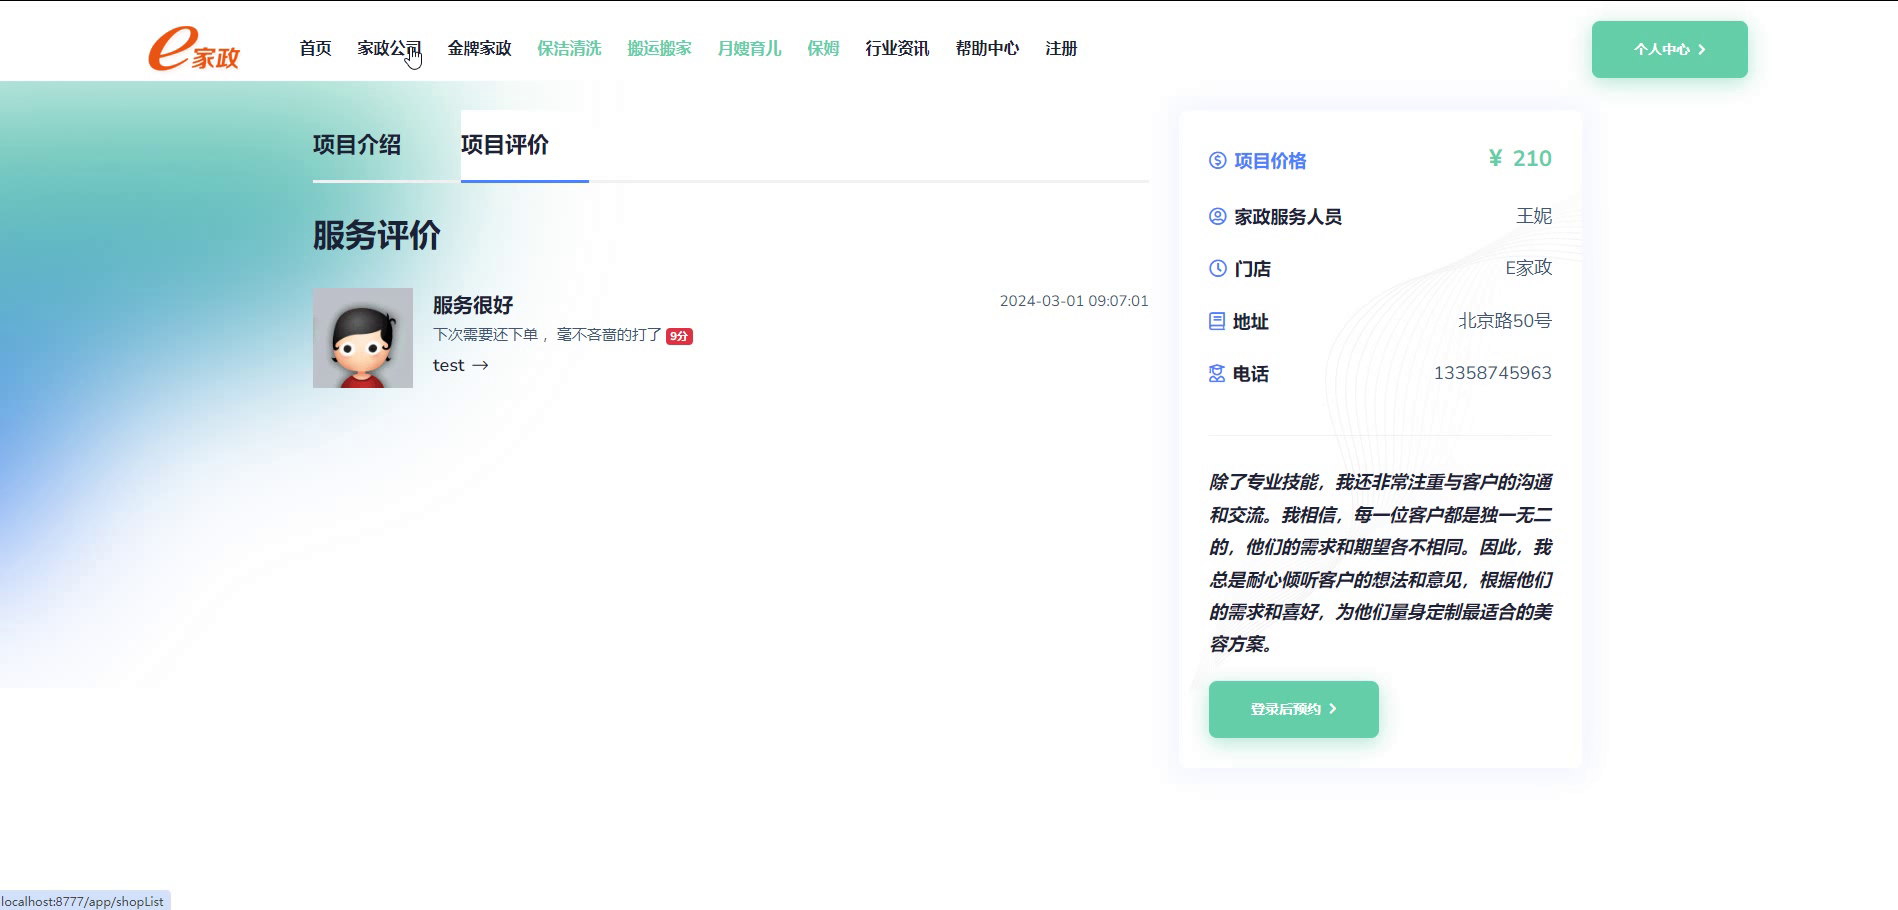 e家政
首页 家政公司 金牌家政 保洁清洗 搬运搬家 月嫂育儿 保姆 行业资讯 帮助中心 注册
个人中心
项目介绍 项目评价
服务评价
服务很好
2024-03-01 09:07:01
下次需要还下单，毫不吝啬的打了 9分
test →
项目价格 ¥ 210
家政服务人员 王妮
门店 E家政
地址 北京路50号
电话 13358745963
除了专业技能，我还非常注重与客户的沟通
和交流。我相信，每一位客户都是独一无二
的，他们的需求和期望各不相同。因此，我
总是耐心倾听客户的想法和意见，根据他们
的需求和喜好，为他们量身定制最适合的美
容方案。
登录后预约
localhost:8777/app/shopList